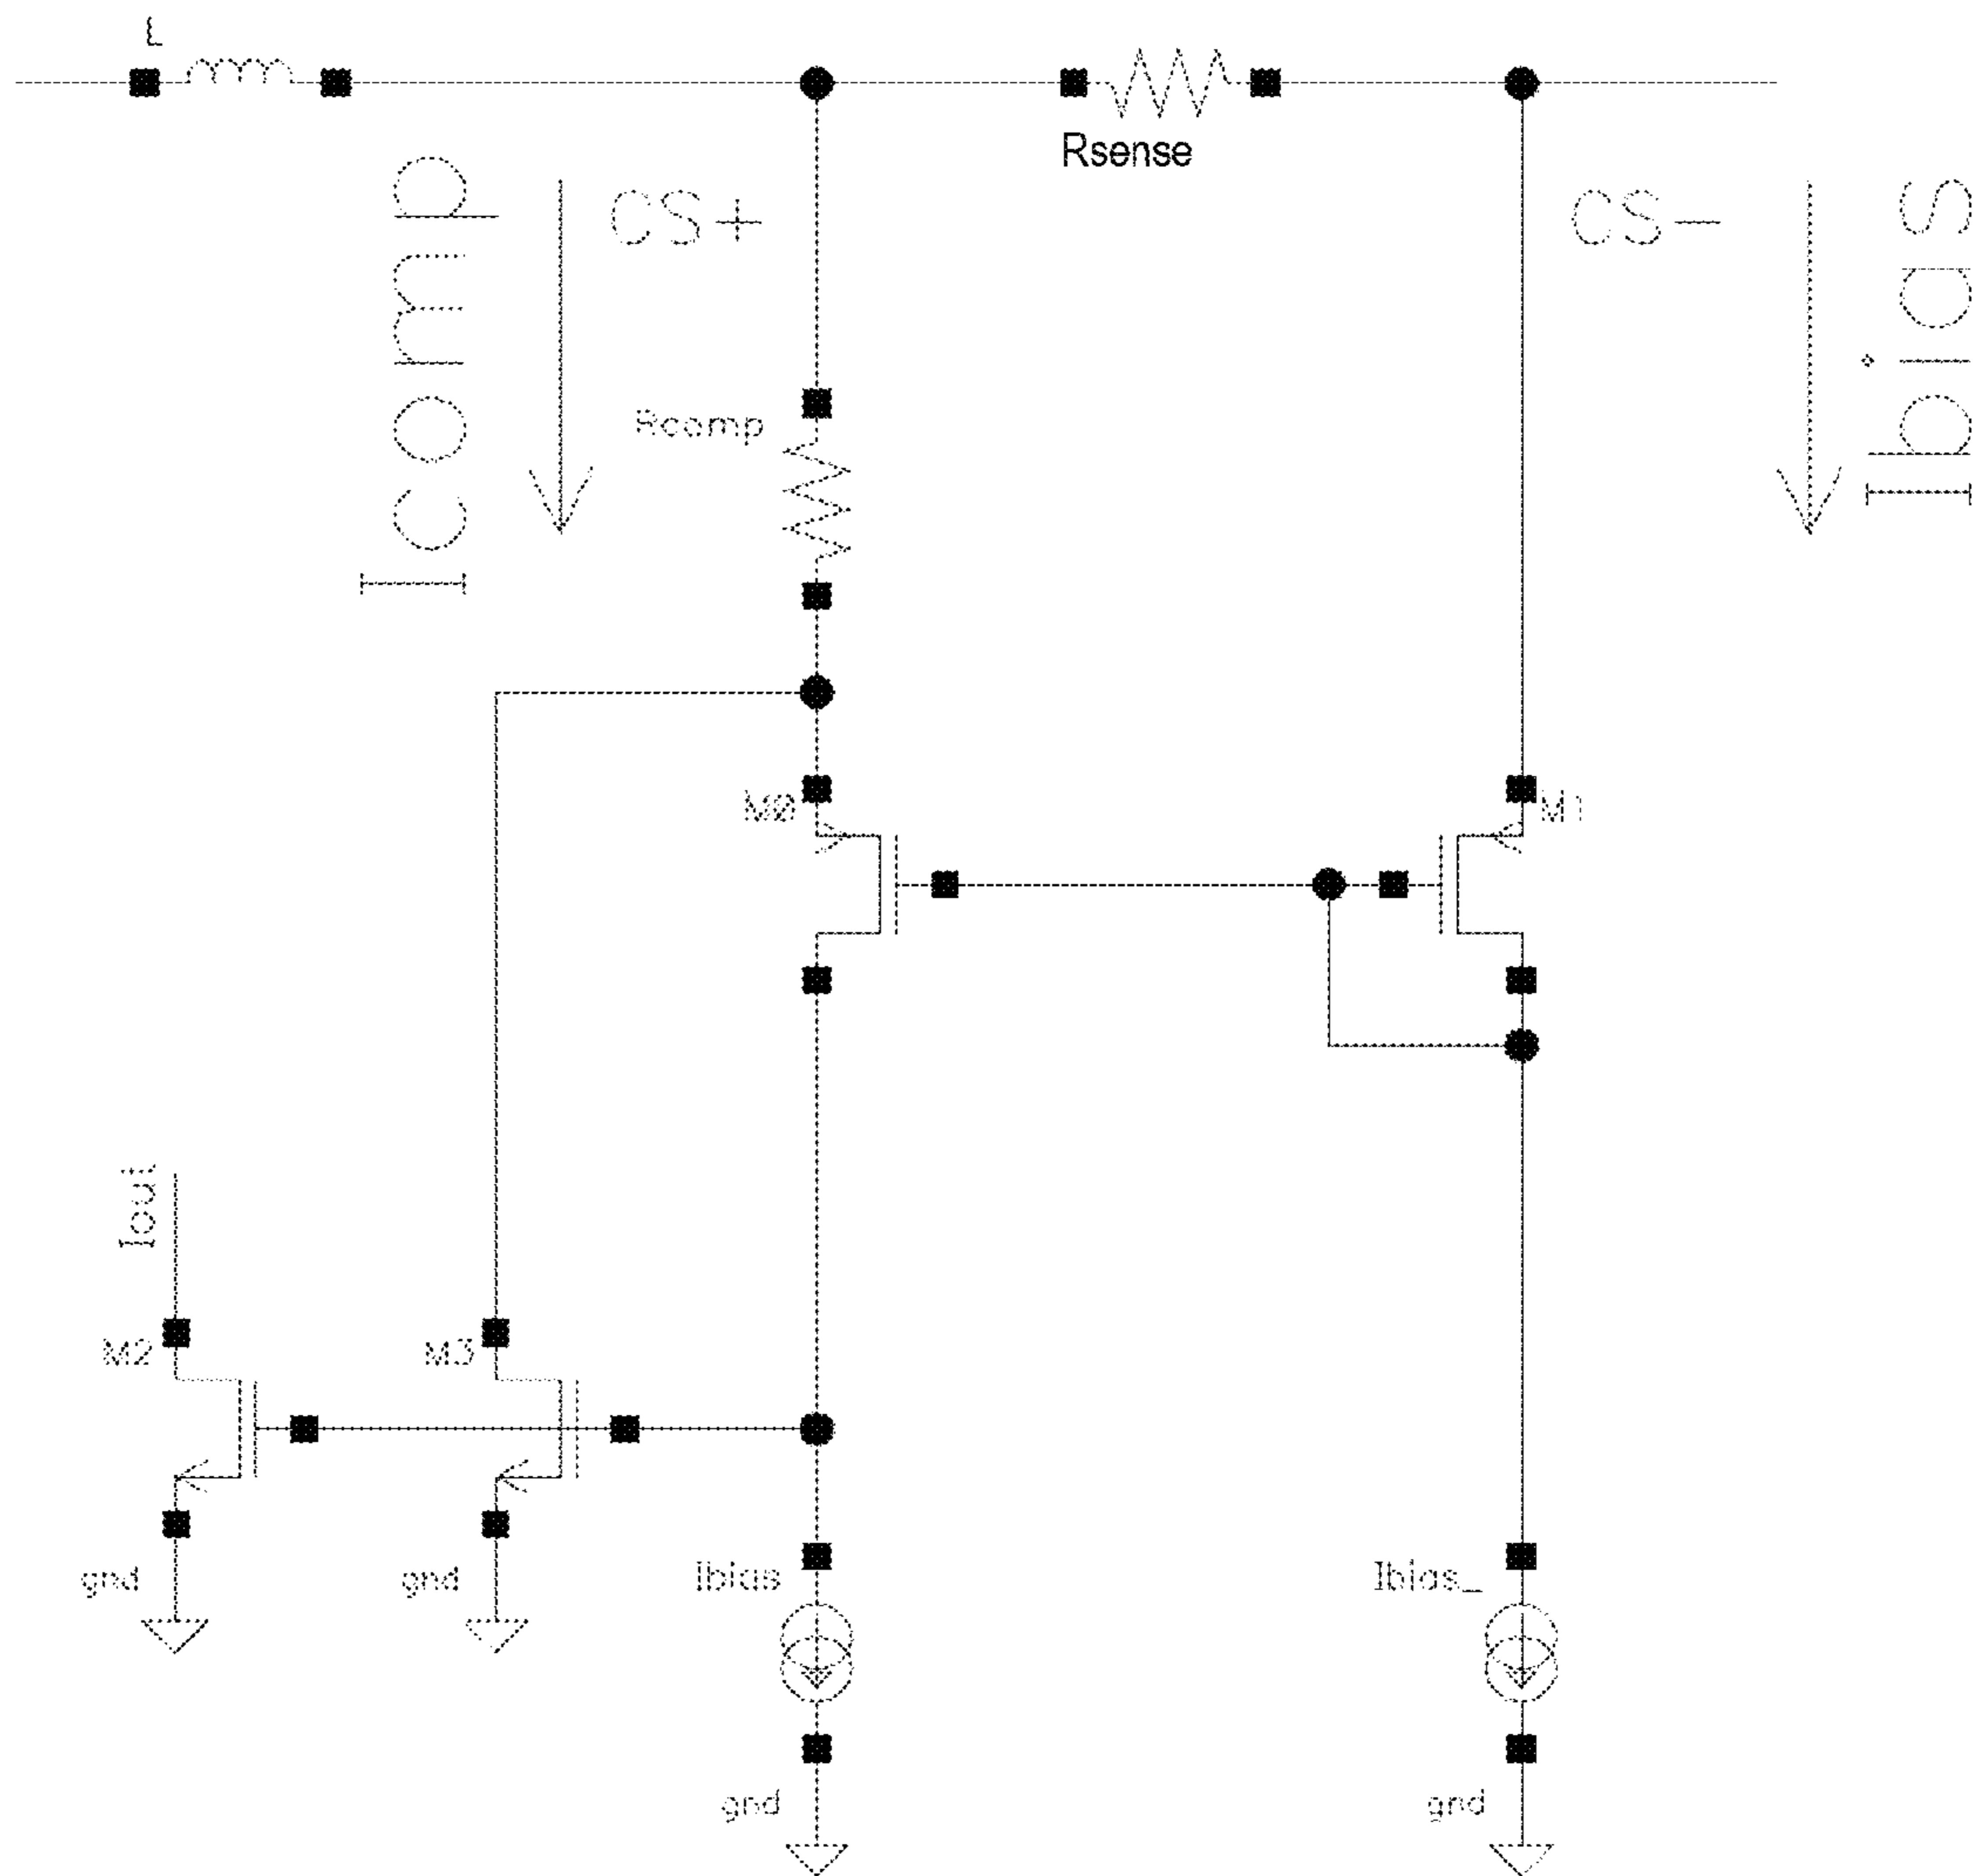 L
Rsense
Icomp
CS+
CS-
Ibias
Rcomp
M0
M1
Iout
M2
M3
gnd
gnd
Ibias
Ibias_
gnd
gnd